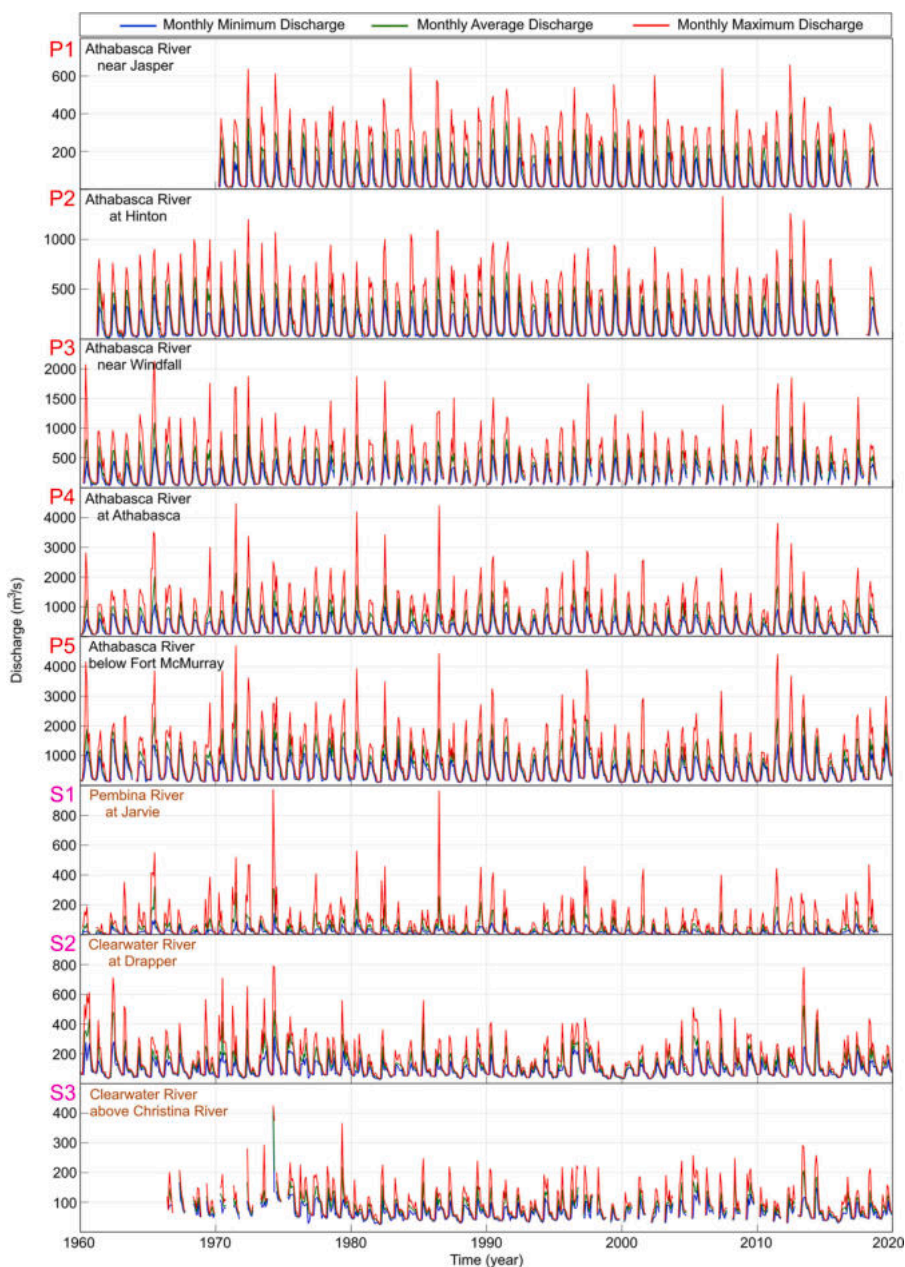 Monthly Minimum Discharge Monthly Average Discharge Monthly Maximum Discharge
P1 Athabasca River
near Jasper
600
400
200
P2 Athabasca River
at Hinton
1000
500
P3 Athabasca River
near Windfall
2000
1500
1000
500
P4 Athabasca River
at Athabasca
4000
3000
2000
1000
Discharge (m³/s)
P5 Athabasca River
below Fort McMurray
4000
3000
2000
1000
S1 Pembina River
at Jarvie
800
600
400
200
S2 Clearwater River
at Drapper
800
600
400
200
S3 Clearwater River
above Christina River
400
300
200
100
1960 1970 1980 1990 2000 2010 2020
Time (year)